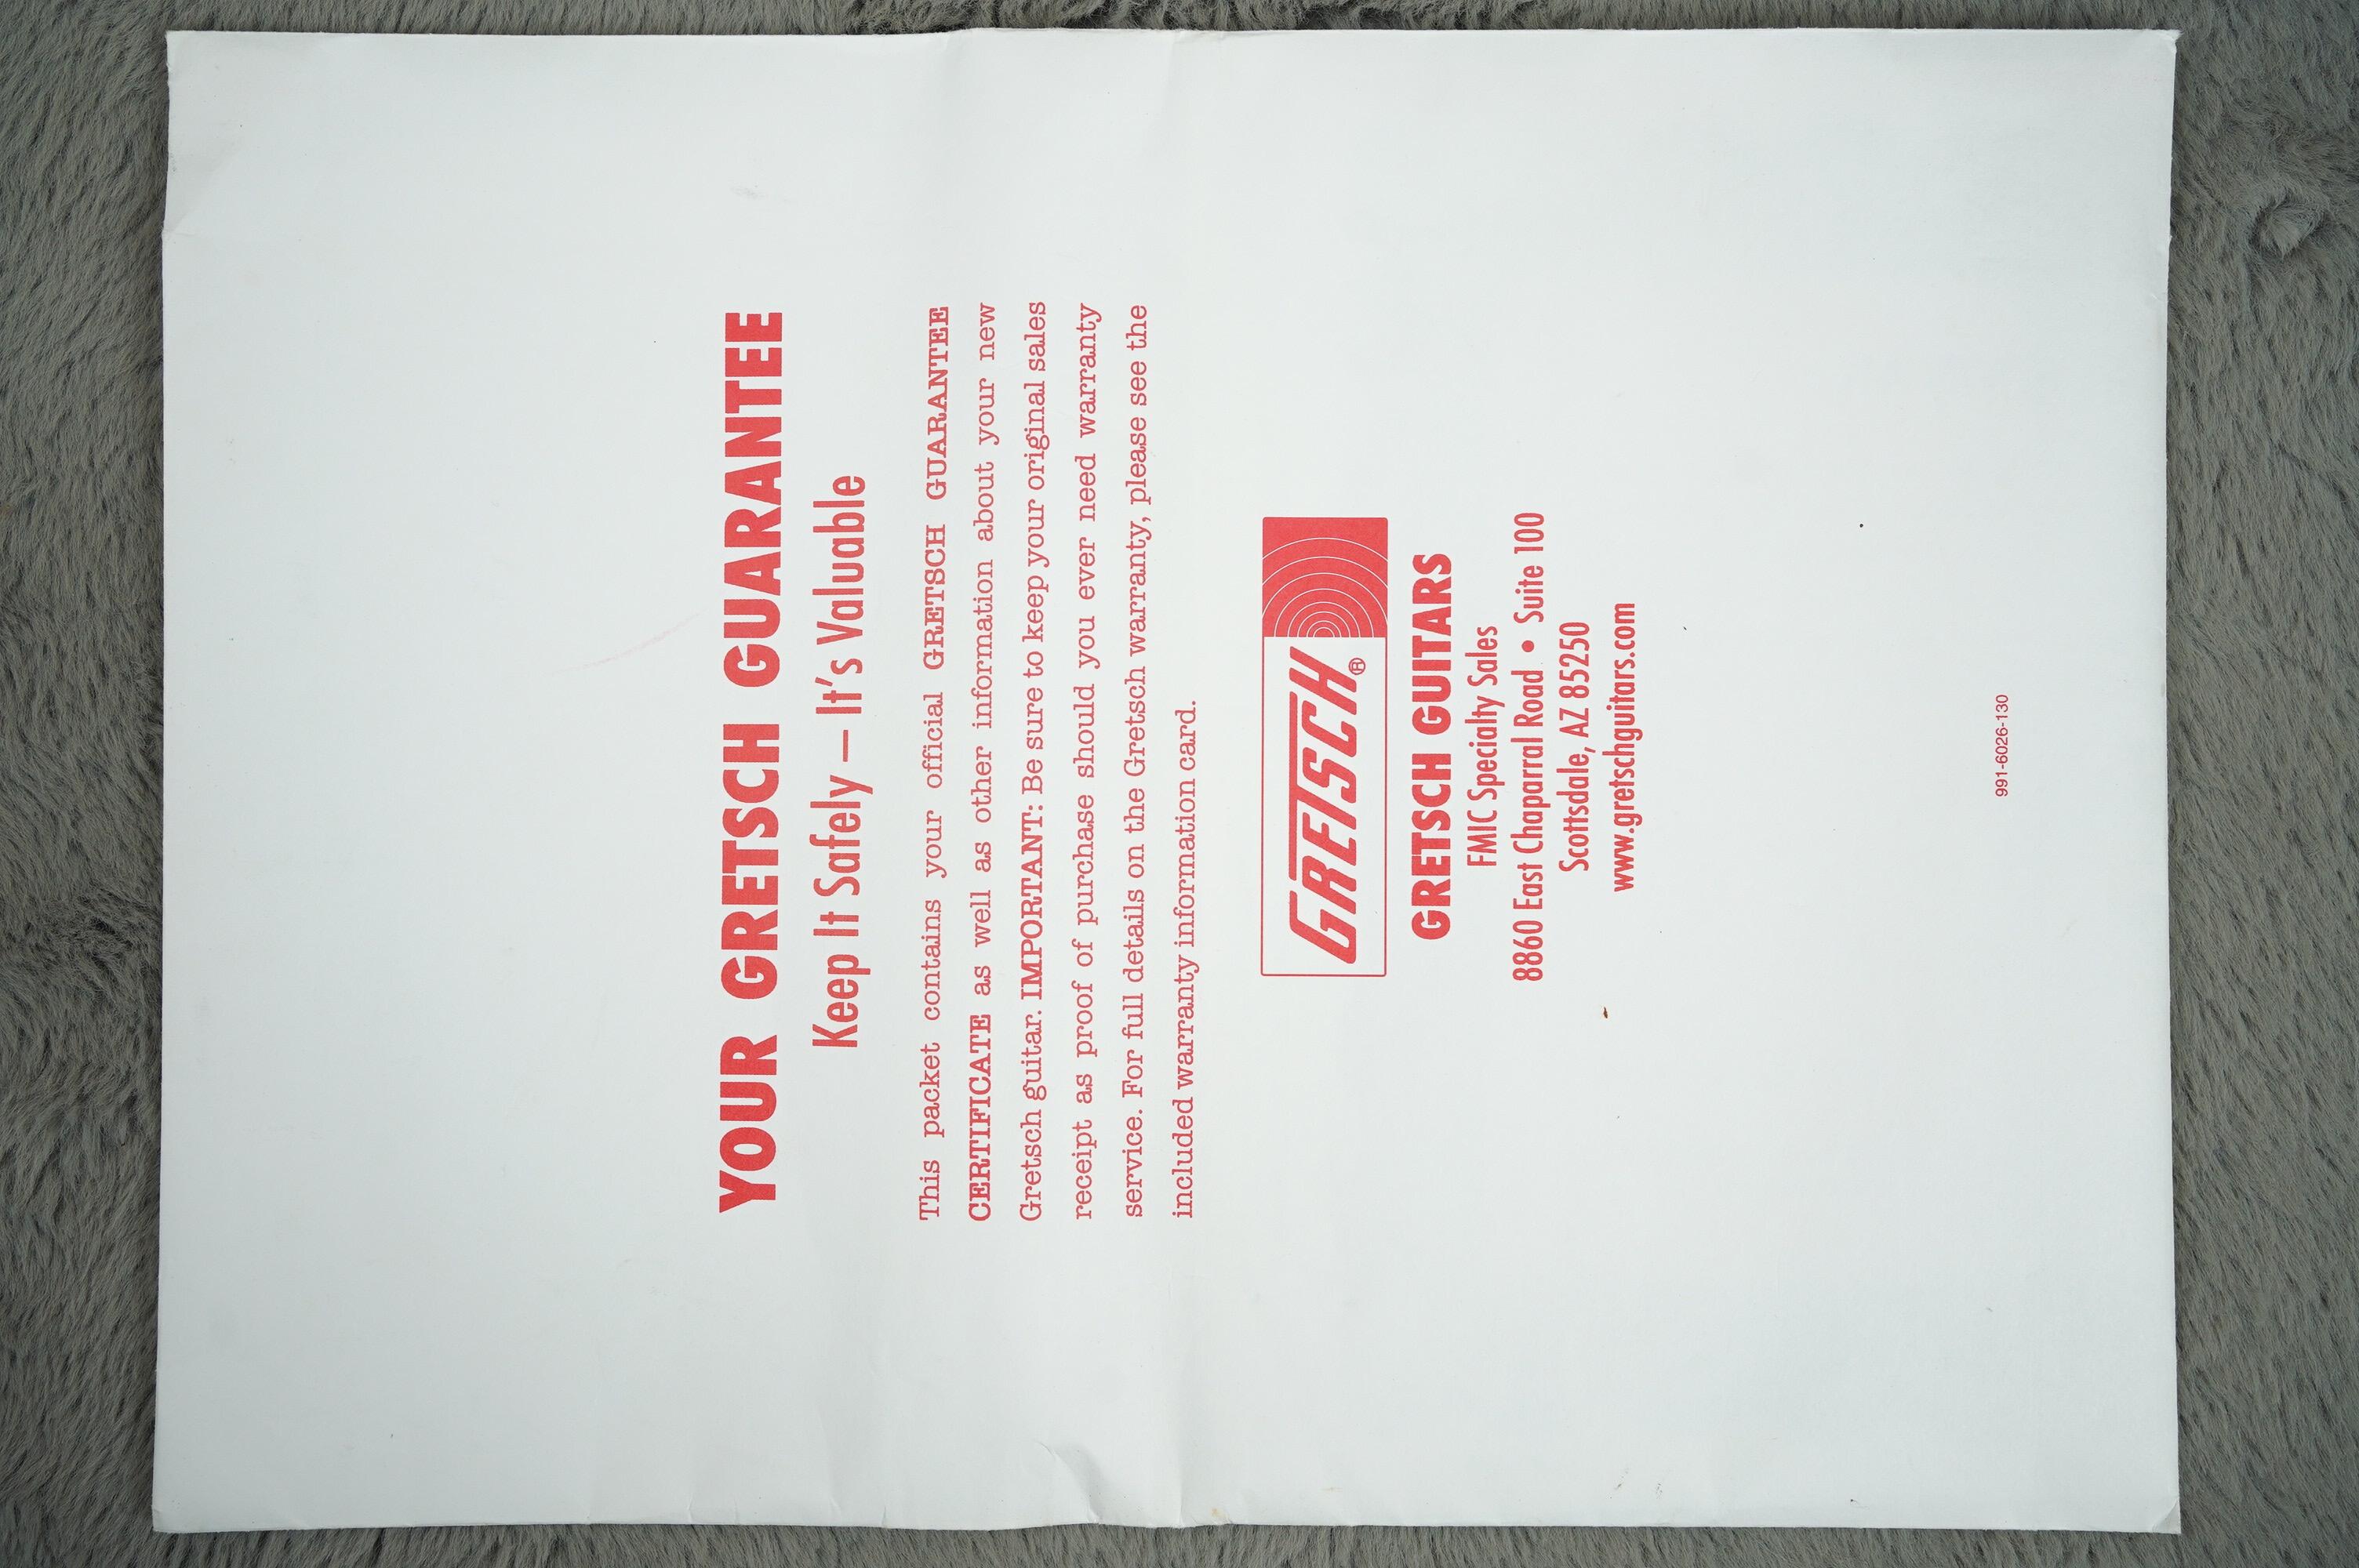 YOUR GRETSCH GUARANTEE
Keep It Safely – It's Valuable
This packet contains your official GRETSCH GUARANTEE
CERTIFICATE as well as other information about your new
Gretsch guitar. IMPORTANT: Be sure to keep your original sales
receipt as proof of purchase should you ever need warranty
service. For full details on the Gretsch warranty, please see the
included warranty information card.
GRETSCH®
GRETSCH GUITARS
FMIC Specialty Sales
8860 East Chaparral Road • Suite 100
Scottsdale, AZ 85250
www.gretschguitars.com
991-6026-130